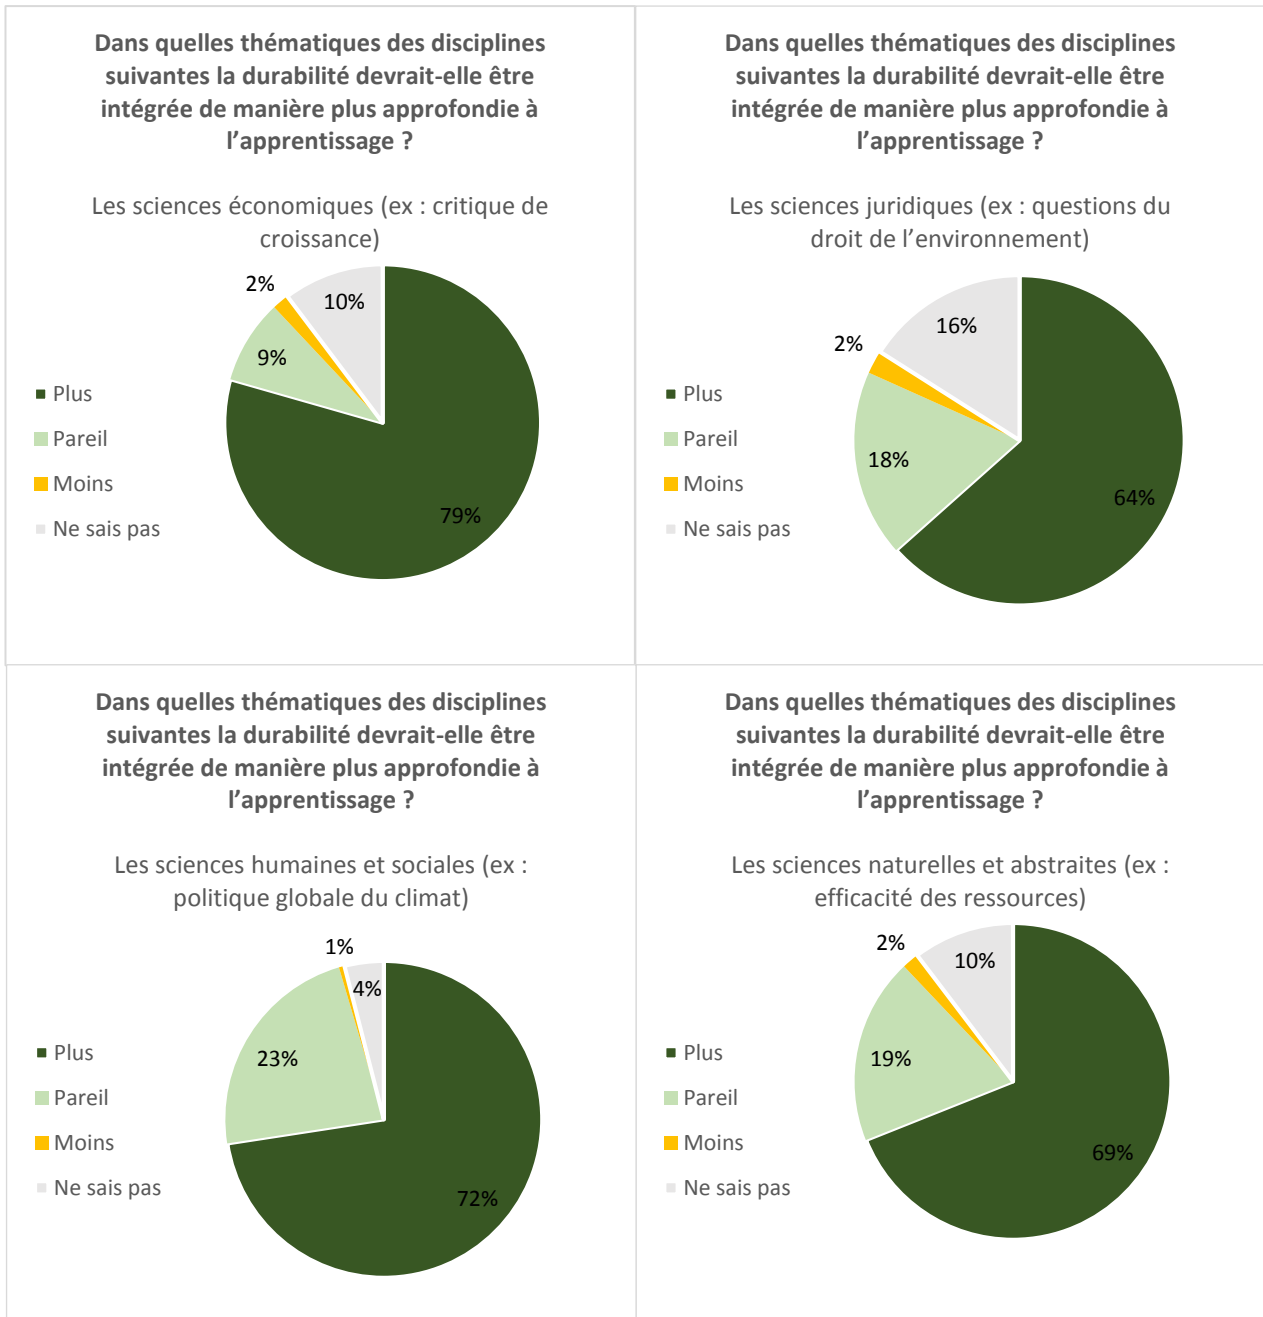 Dans quelles thématiques des disciplines
suivantes la durabilité devrait-elle être
intégrée de manière plus approfondie à
l’apprentissage ?
Les sciences économiques (ex : critique de
croissance)
2%
10%
9%
79%
Plus
Pareil
Moins
Ne sais pas
Dans quelles thématiques des disciplines
suivantes la durabilité devrait-elle être
intégrée de manière plus approfondie à
l’apprentissage ?
Les sciences juridiques (ex : questions du
droit de l’environnement)
16%
2%
18%
64%
Plus
Pareil
Moins
Ne sais pas
Dans quelles thématiques des disciplines
suivantes la durabilité devrait-elle être
intégrée de manière plus approfondie à
l’apprentissage ?
Les sciences humaines et sociales (ex :
politique globale du climat)
1%
4%
23%
72%
Plus
Pareil
Moins
Ne sais pas
Dans quelles thématiques des disciplines
suivantes la durabilité devrait-elle être
intégrée de manière plus approfondie à
l’apprentissage ?
Les sciences naturelles et abstraites (ex :
efficacité des ressources)
2%
10%
19%
69%
Plus
Pareil
Moins
Ne sais pas